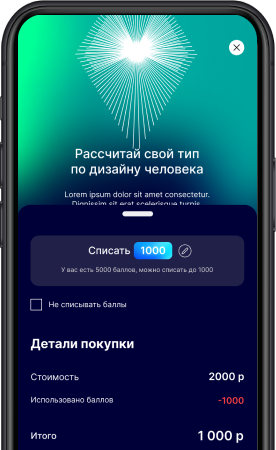 Рассчитай свой тип
по дизайну человека
Lorem ipsum dolor sit amet consectetur.
Dignissim sit erat scelerisque turpis
Списать 1000
У вас есть 5000 баллов, можно списать до 1000
Не списывать баллы
Детали покупки
Стоимость 2000 р
Использовано баллов -1000
Итого 1 000 р